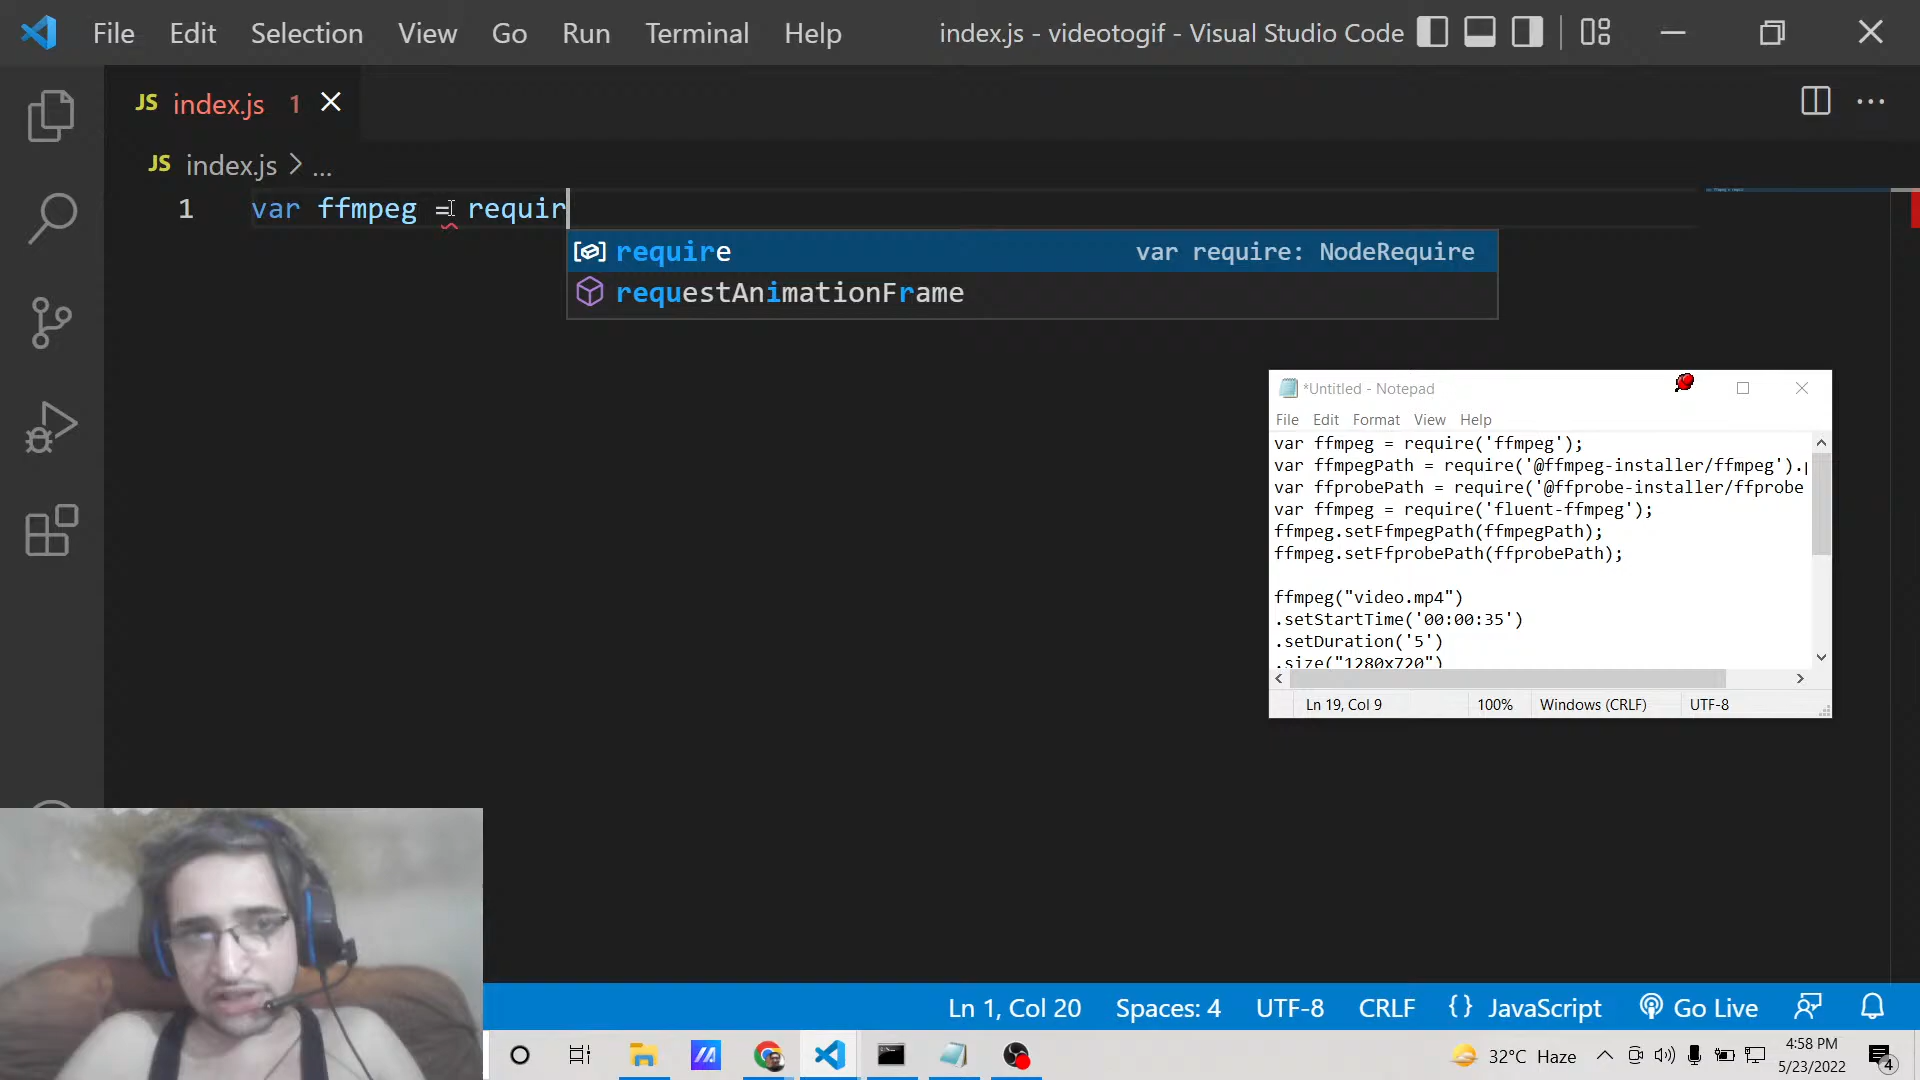 File Edit Selection View Go Run Terminal Help index.js - videotogif - Visual Studio Code
JS index.js 1
JS index.js > ...
1 var ffmpeg = requir
require var require: NodeRequire
requestAnimationFrame
*Untitled - Notepad
File Edit Format View Help
var ffmpeg = require('ffmpeg');
var ffmpegPath = require('@ffmpeg-installer/ffmpeg').
var ffprobePath = require('@ffprobe-installer/ffprobe
var ffmpeg = require('fluent-ffmpeg');
ffmpeg.setFfmpegPath(ffmpegPath);
ffmpeg.setFfprobePath(ffprobePath);
ffmpeg("video.mp4")
.setStartTime('00:00:35')
.setDuration('5')
.size("1280x720")
Ln 19, Col 9 100% Windows (CRLF) UTF-8
Ln 1, Col 20 Spaces: 4 UTF-8 CRLF {} JavaScript Go Live
32°C Haze 4:58 PM
5/23/2022 4